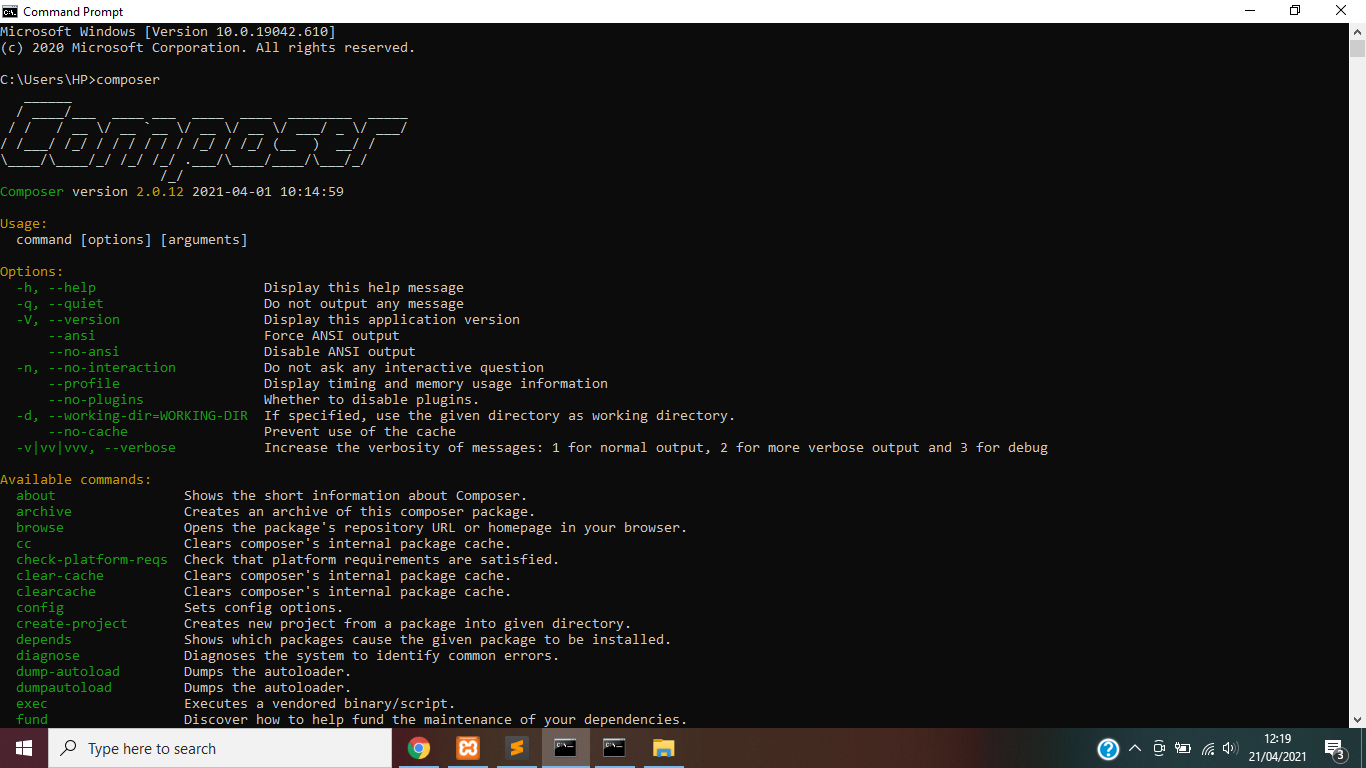 Command Prompt
Microsoft Windows [Version 10.0.19042.610]
(c) 2020 Microsoft Corporation. All rights reserved.
C:\Users\HP>composer
Composer
Composer version 2.0.12 2021-04-01 10:14:59
Usage:
command [options] [arguments]
Options:
-h, --help Display this help message
-q, --quiet Do not output any message
-V, --version Display this application version
--ansi Force ANSI output
--no-ansi Disable ANSI output
-n, --no-interaction Do not ask any interactive question
--profile Display timing and memory usage information
--no-plugins Whether to disable plugins.
-d, --working-dir=WORKING-DIR If specified, use the given directory as working directory.
--no-cache Prevent use of the cache
-v|vv|vvv, --verbose Increase the verbosity of messages: 1 for normal output, 2 for more verbose output and 3 for debug
Available commands:
about Shows the short information about Composer.
archive Creates an archive of this composer package.
browse Opens the package's repository URL or homepage in your browser.
cc Clears composer's internal package cache.
check-platform-reqs Check that platform requirements are satisfied.
clear-cache Clears composer's internal package cache.
clearcache Clears composer's internal package cache.
config Sets config options.
create-project Creates new project from a package into given directory.
depends Shows which packages cause the given package to be installed.
diagnose Diagnoses the system to identify common errors.
dump-autoload Dumps the autoloader.
dumpautoload Dumps the autoloader.
exec Executes a vendored binary/script.
fund Discover how to help fund the maintenance of your dependencies.
Type here to search
12:19
21/04/2021
3